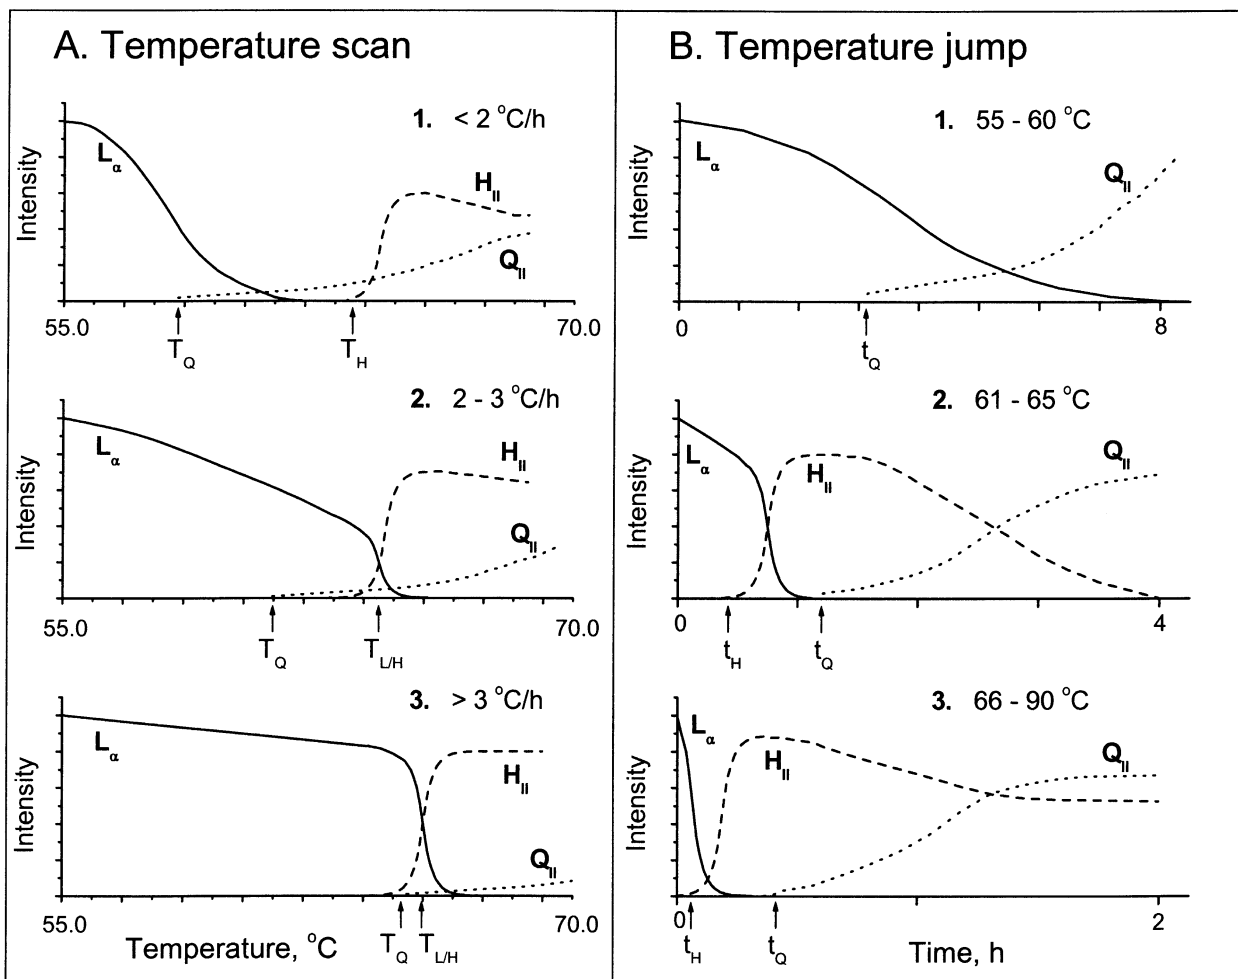 A. Temperature scan
1. < 2 °C/h
Intensity
Lα
HII
QII
55.0
70.0
TQ
TH
2. 2 - 3 °C/h
Intensity
Lα
HII
QII
55.0
70.0
TQ
TL/H
3. > 3 °C/h
Intensity
Lα
HII
QII
55.0
70.0
TQ
TL/H
Temperature, °C
B. Temperature jump
1. 55 - 60 °C
Intensity
Lα
QII
0
8
tQ
2. 61 - 65 °C
Intensity
Lα
HII
QII
0
4
tH
tQ
3. 66 - 90 °C
Intensity
Lα
HII
QII
0
2
tH
tQ
Time, h